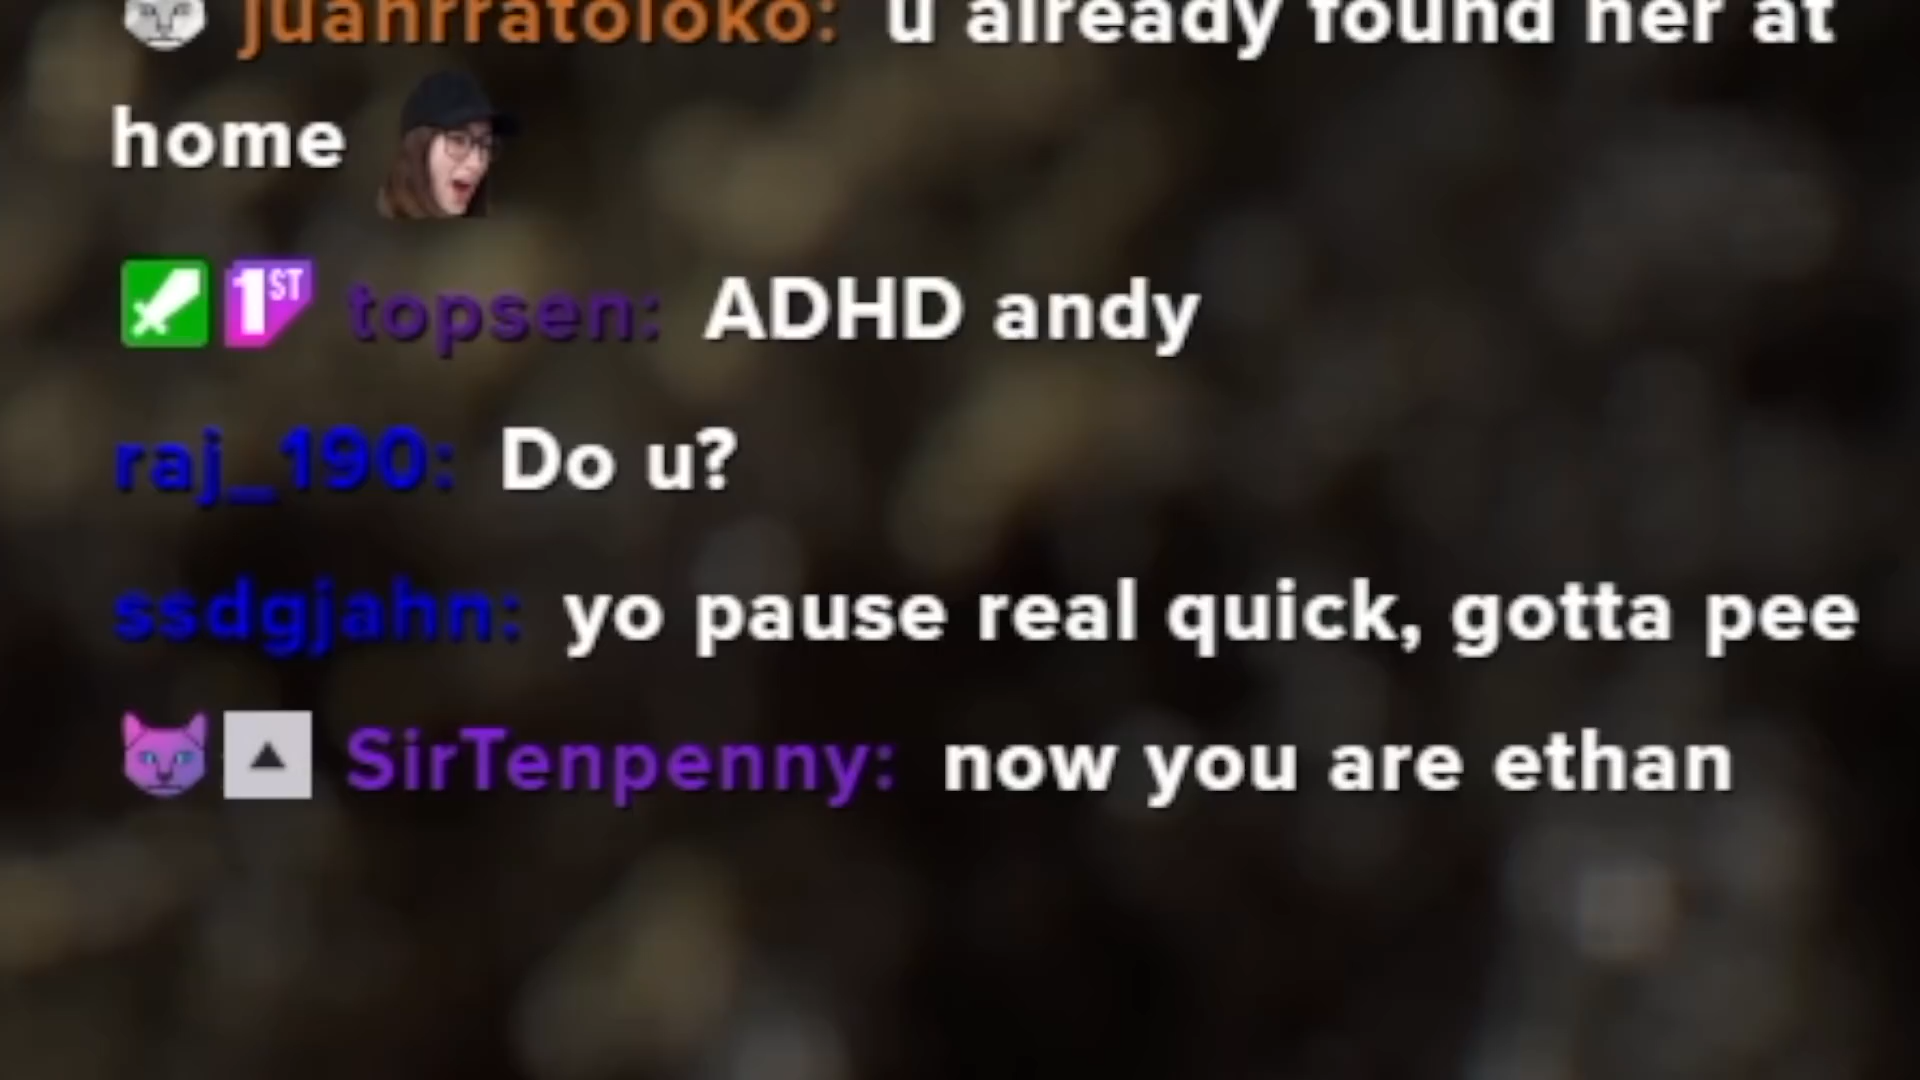 juanrratoloko: u already found her at
home
1ST topsen: ADHD andy
raj_190: Do u?
ssdgjahn: yo pause real quick, gotta pee
SirTenpenny: now you are ethan